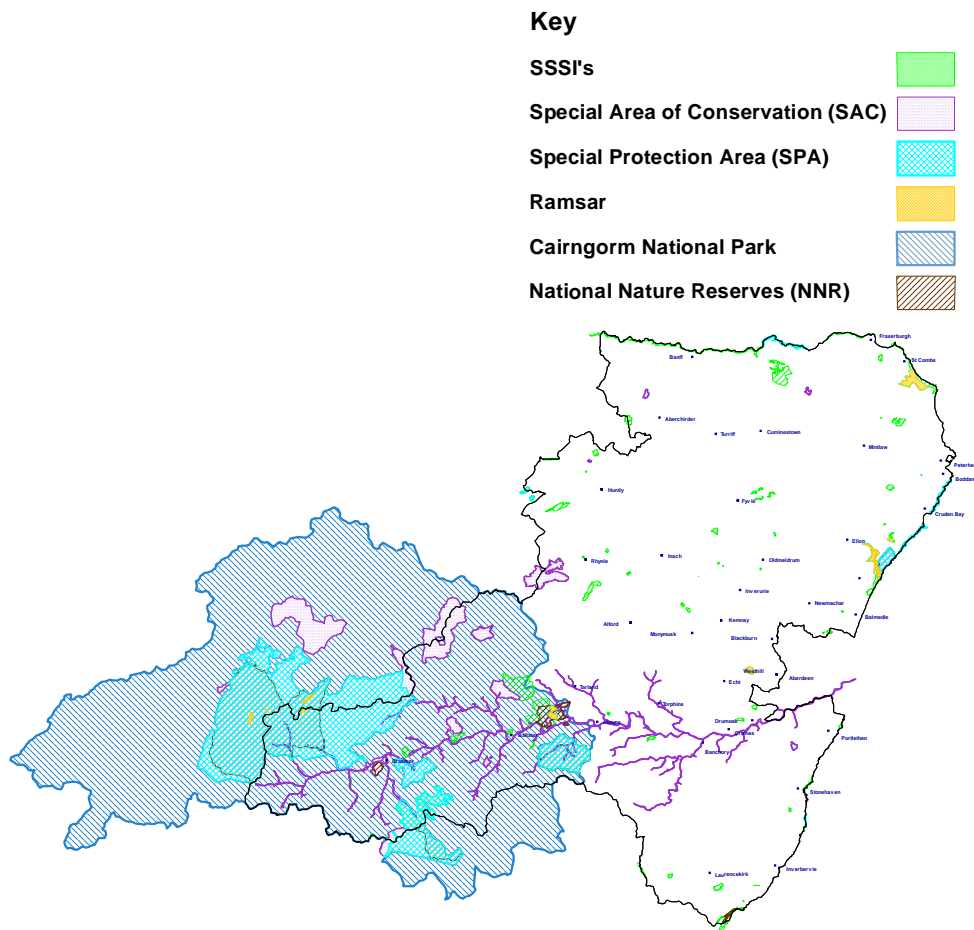 Key
SSSI's
Special Area of Conservation (SAC)
Special Protection Area (SPA)
Ramsar
Cairngorm National Park
National Nature Reserves (NNR)
Fraserburgh
Banff
St Combs
Aberchirder
Turriff
Cuminestown
Mintlaw
Peterhe
Boddan
Huntly
Fyvie
Cruden Bay
Ellon
Rhynie
Insch
Oldmeldrum
Inverurie
Newmachar
Balmedie
Alford
Kemnay
Monymusk
Blackburn
Westhill
Aberdeen
Echt
Tarland
Torphins
Drumoak
Portlethen
Banchory
Stonehaven
Laurencekirk
Inverbervie